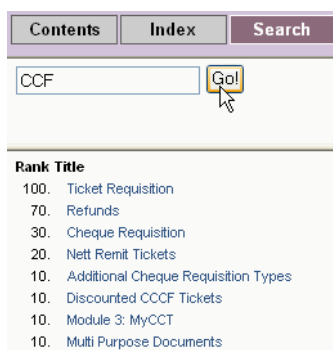 Contents Index Search
CCF Go!
Rank Title
100. Ticket Requisition
70. Refunds
30. Cheque Requisition
20. Nett Remit Tickets
10. Additional Cheque Requisition Types
10. Discounted CCCF Tickets
10. Module 3: MyCCT
10. Multi Purpose Documents